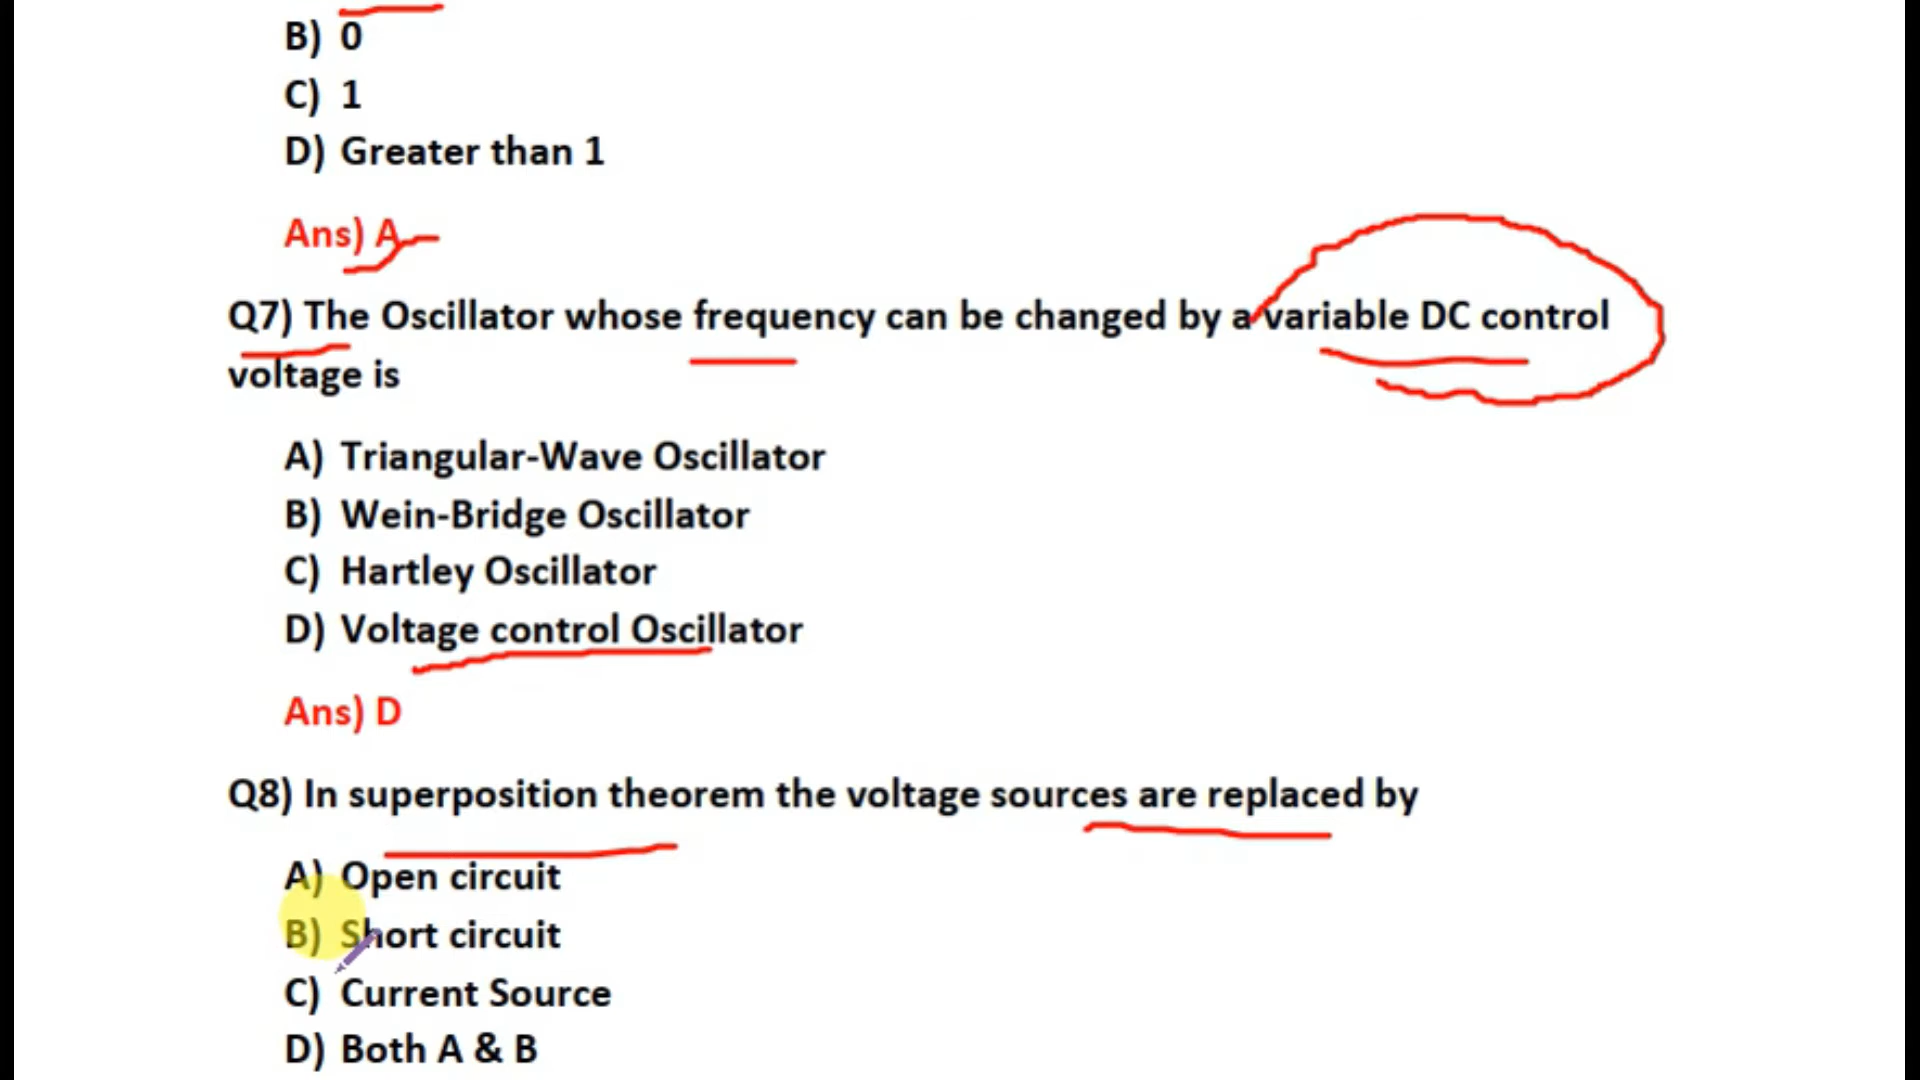 B) 0
C) 1
D) Greater than 1
Ans) A
Q7) The Oscillator whose frequency can be changed by a variable DC control
voltage is
A) Triangular-Wave Oscillator
B) Wein-Bridge Oscillator
C) Hartley Oscillator
D) Voltage control Oscillator
Ans) D
Q8) In superposition theorem the voltage sources are replaced by
A) Open circuit
B) Short circuit
C) Current Source
D) Both A & B